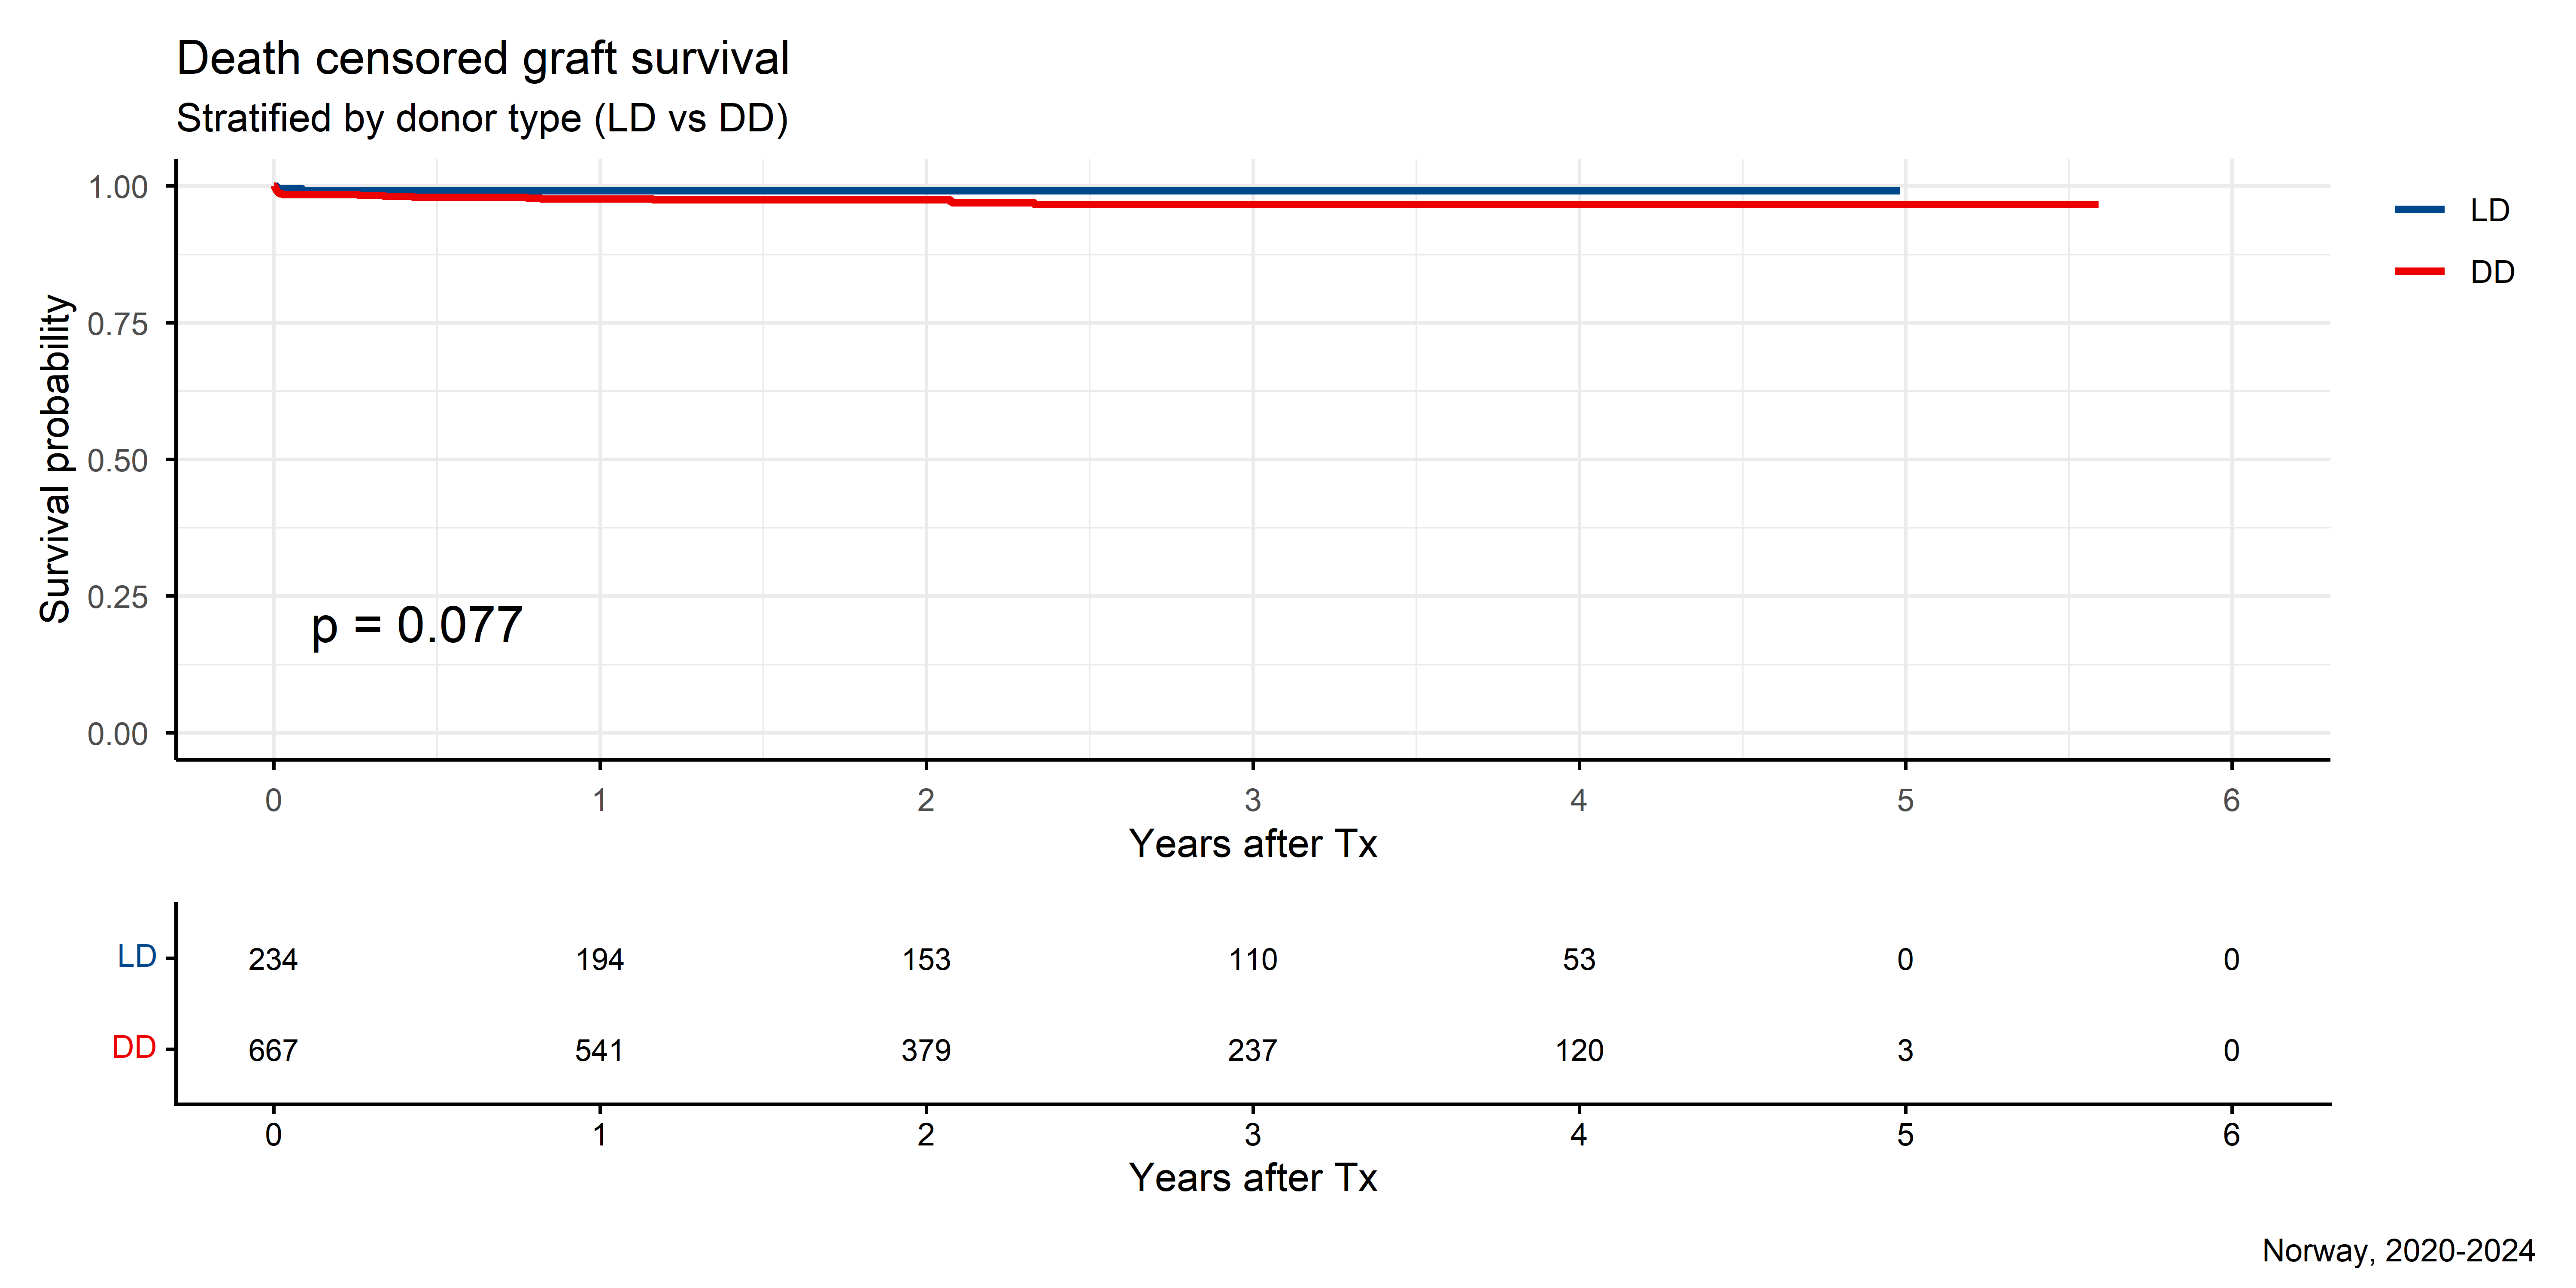 Death censored graft survival
Stratified by donor type (LD vs DD)
Survival probability
1.00
0.75
0.50
0.25
0.00
p = 0.077
LD
DD
0 1 2 3 4 5 6
Years after Tx
LD 234 194 153 110 53 0 0
DD 667 541 379 237 120 3 0
0 1 2 3 4 5 6
Years after Tx
Norway, 2020-2024